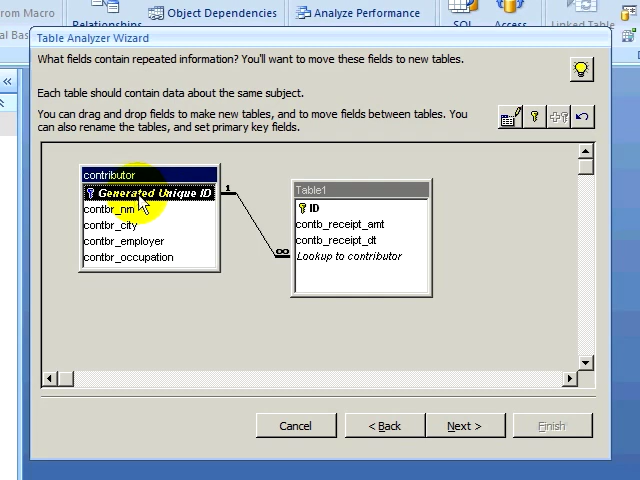 from Macro
Relationships
Object Dependencies
Analyze Performance
SQL
Access
Linked Table
Table Analyzer Wizard
What fields contain repeated information? You'll want to move these fields to new tables.
Each table should contain data about the same subject.
You can drag and drop fields to make new tables, and to move fields between tables. You
can also rename the tables, and set primary key fields.
contributor
Generated Unique ID
contbr_nm
contbr_city
contbr_employer
contbr_occupation
1
∞
Table1
ID
contb_receipt_amt
contb_receipt_dt
Lookup to contributor
Cancel
< Back
Next >
Finish